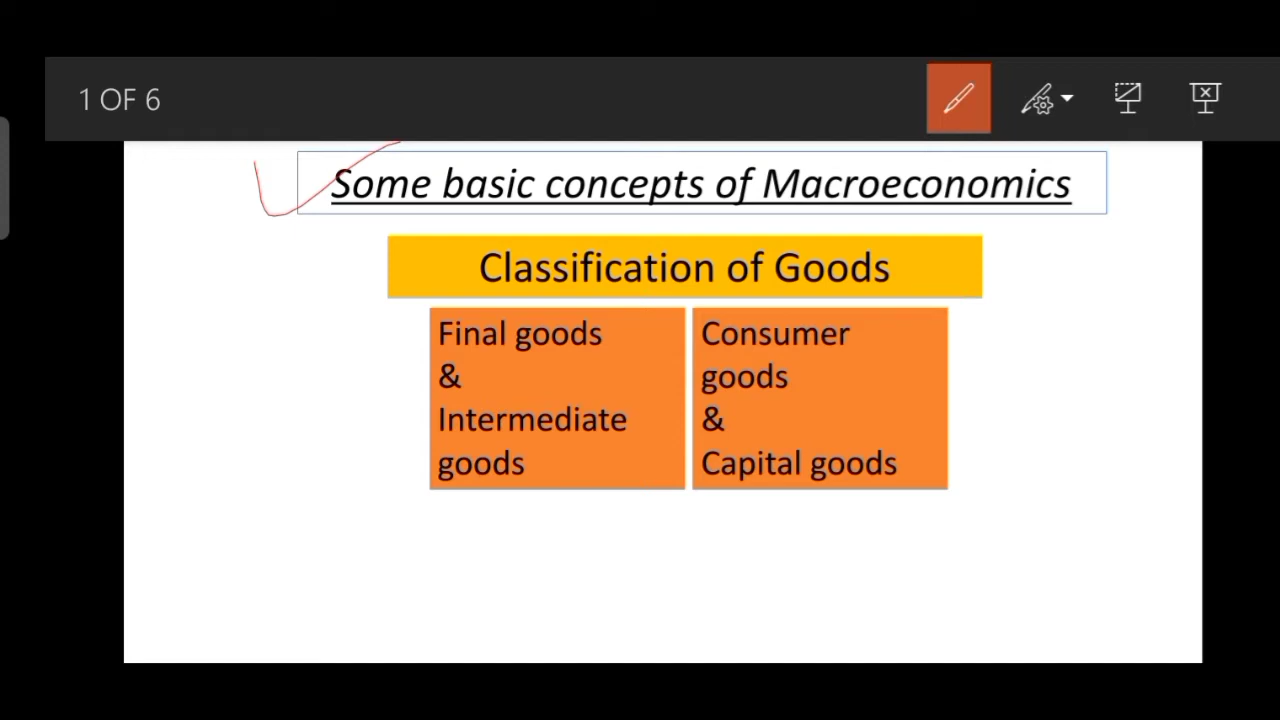 1 OF 6
Some basic concepts of Macroeconomics
Classification of Goods
Final goods
&
Intermediate
goods
Consumer
goods
&
Capital goods